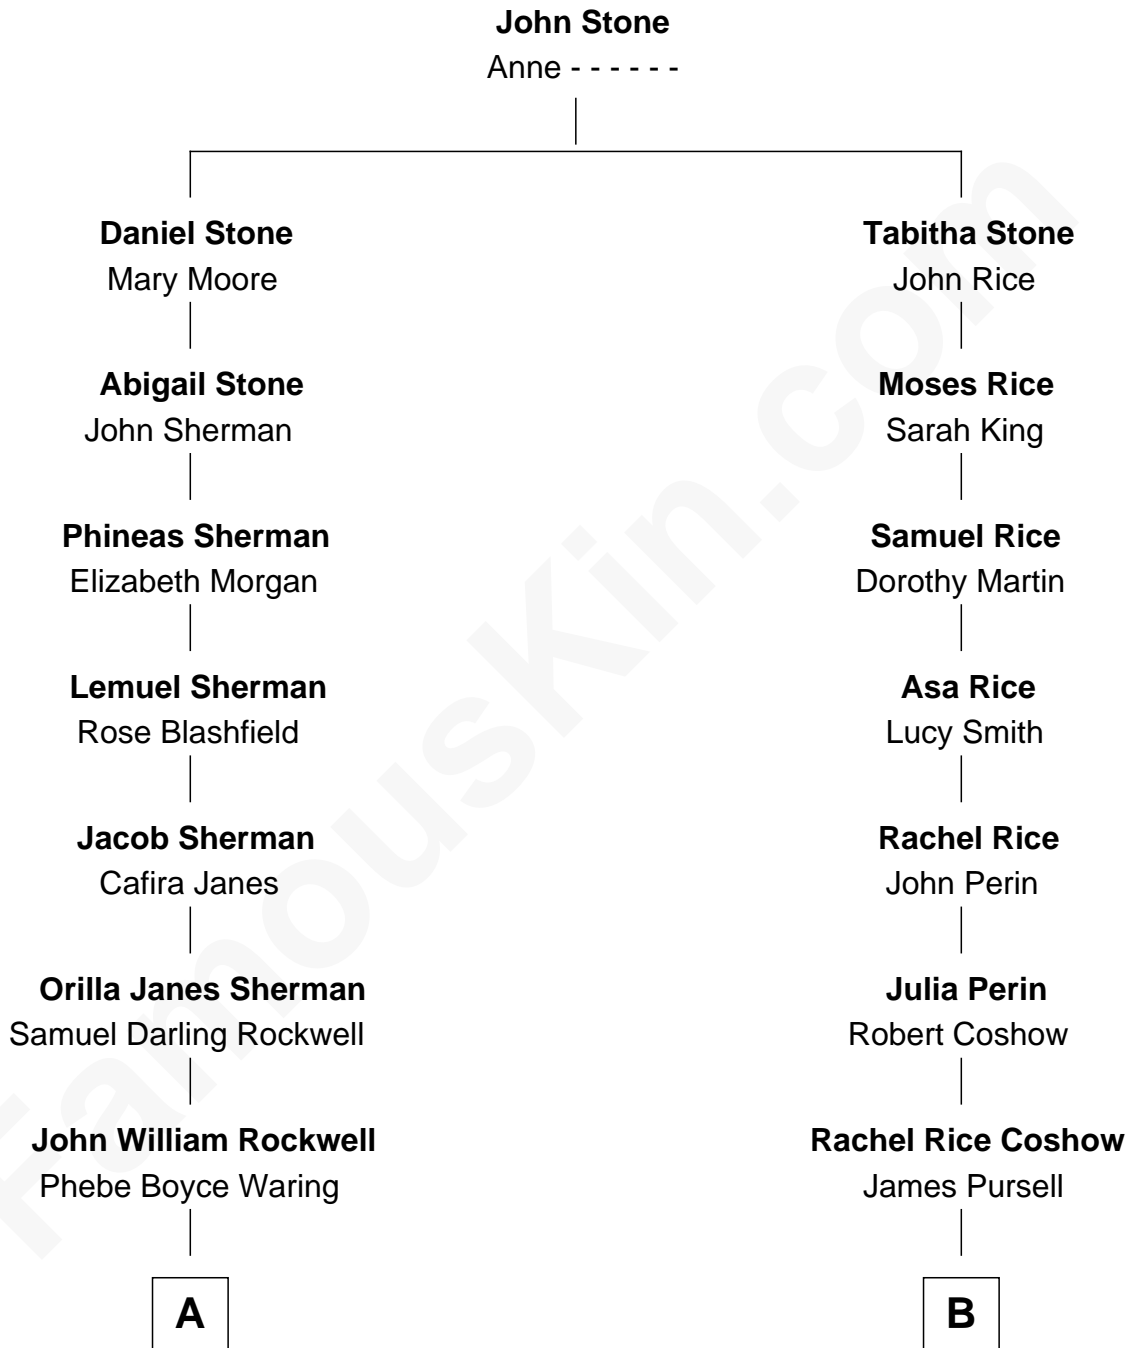 John Stone
Anne - - - - - -
Daniel Stone
Mary Moore
Tabitha Stone
John Rice
Abigail Stone
John Sherman
Moses Rice
Sarah King
Phineas Sherman
Elizabeth Morgan
Samuel Rice
Dorothy Martin
Lemuel Sherman
Rose Blashfield
Asa Rice
Lucy Smith
Jacob Sherman
Cafira Janes
Rachel Rice
John Perin
Orilla Janes Sherman
Samuel Darling Rockwell
Julia Perin
Robert Coshow
John William Rockwell
Phebe Boyce Waring
Rachel Rice Coshow
James Pursell
A
B
FamousKin.com